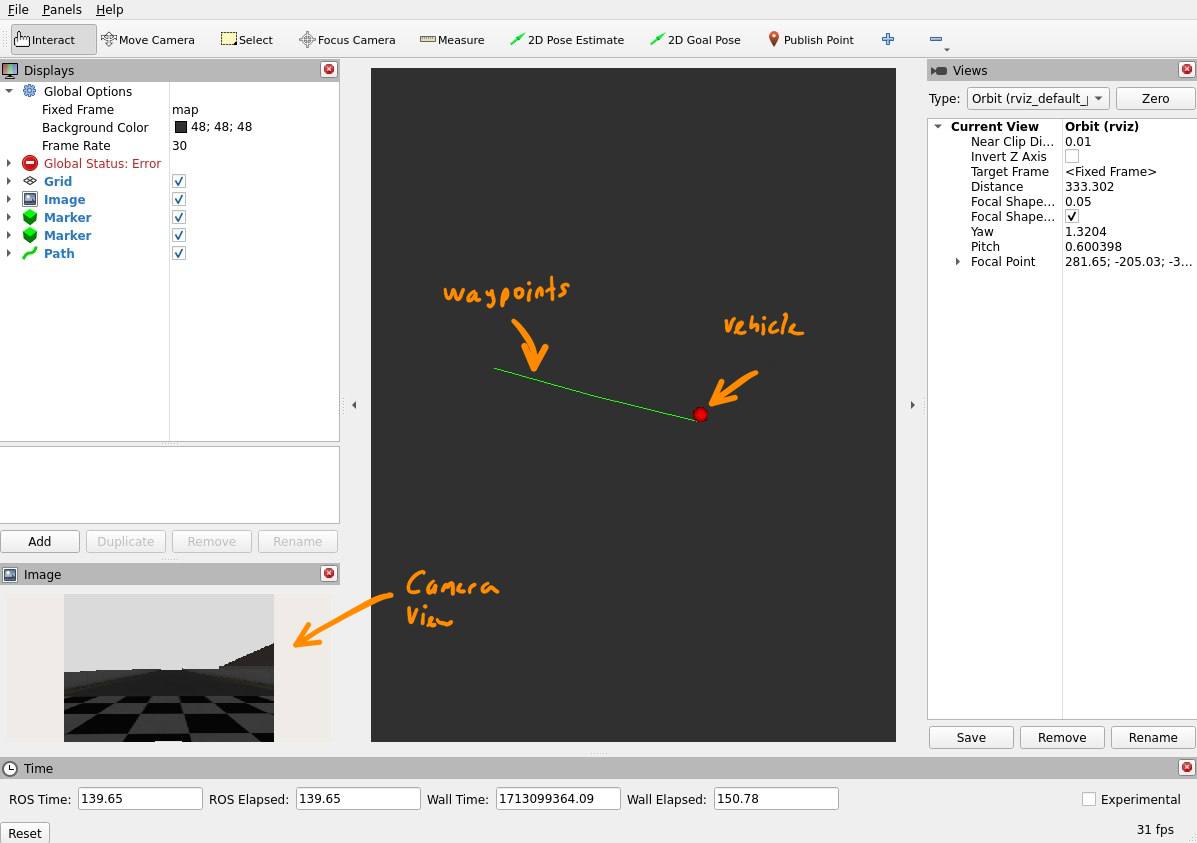 File Panels Help
Interact Move Camera Select Focus Camera Measure 2D Pose Estimate 2D Goal Pose Publish Point
Displays
Global Options
Fixed Frame map
Background Color 48; 48; 48
Frame Rate 30
Global Status: Error
Grid
Image
Marker
Marker
Path
Add Duplicate Remove Rename
Image
waypoints
vehicle
Camera
View
Views
Type: Orbit (rviz_default_ Zero
Current View Orbit (rviz)
Near Clip Di... 0.01
Invert Z Axis
Target Frame <Fixed Frame>
Distance 333.302
Focal Shape... 0.05
Focal Shape...
Yaw 1.3204
Pitch 0.600398
Focal Point 281.65; -205.03; -3...
Save Remove Rename
Time
ROS Time: 139.65 ROS Elapsed: 139.65 Wall Time: 1713099364.09 Wall Elapsed: 150.78 Experimental
Reset 31 fps